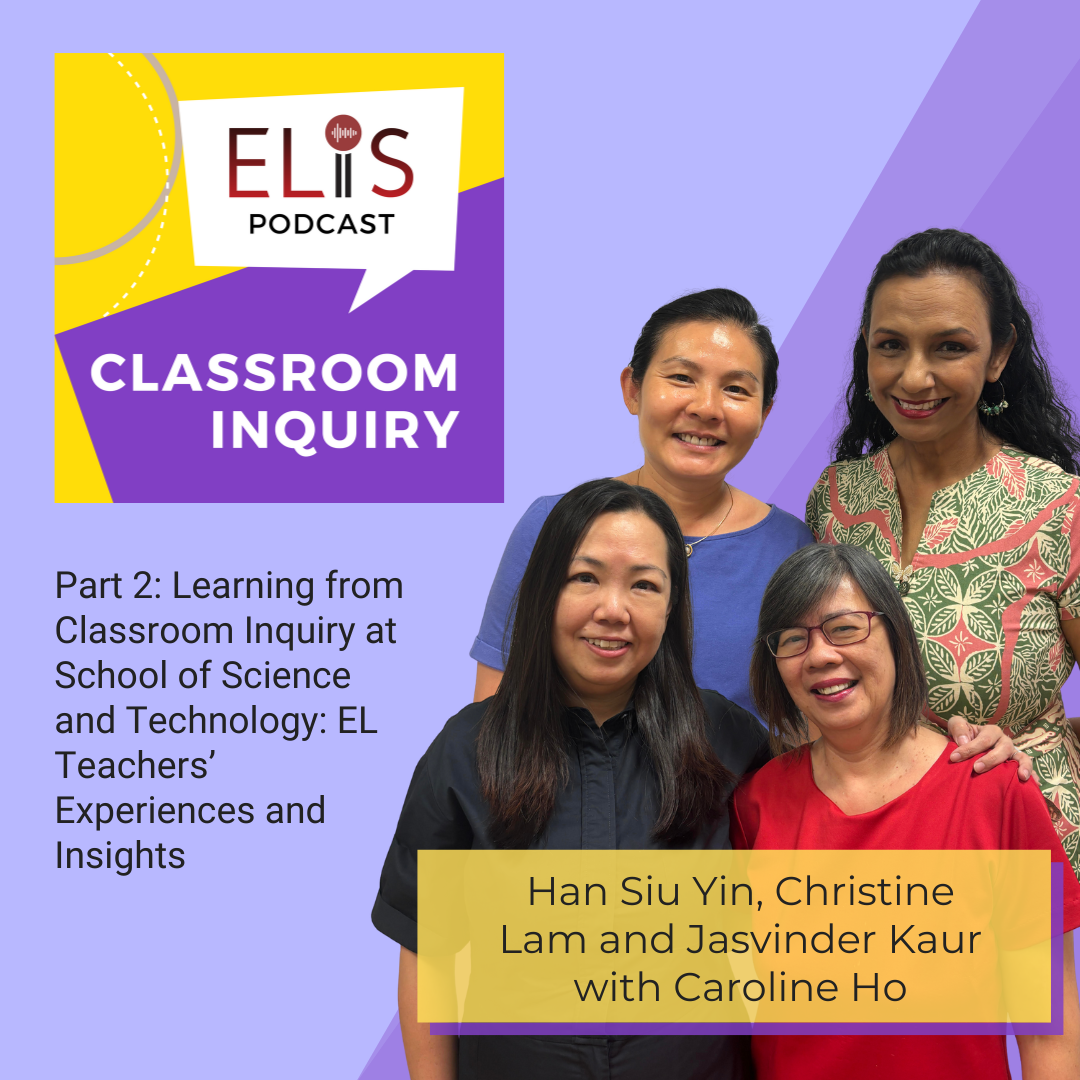 ELiS
PODCAST
CLASSROOM
INQUIRY
Part 2: Learning from
Classroom Inquiry at
School of Science
and Technology: EL
Teachers’
Experiences and
Insights
Han Siu Yin, Christine
Lam and Jasvinder Kaur
with Caroline Ho